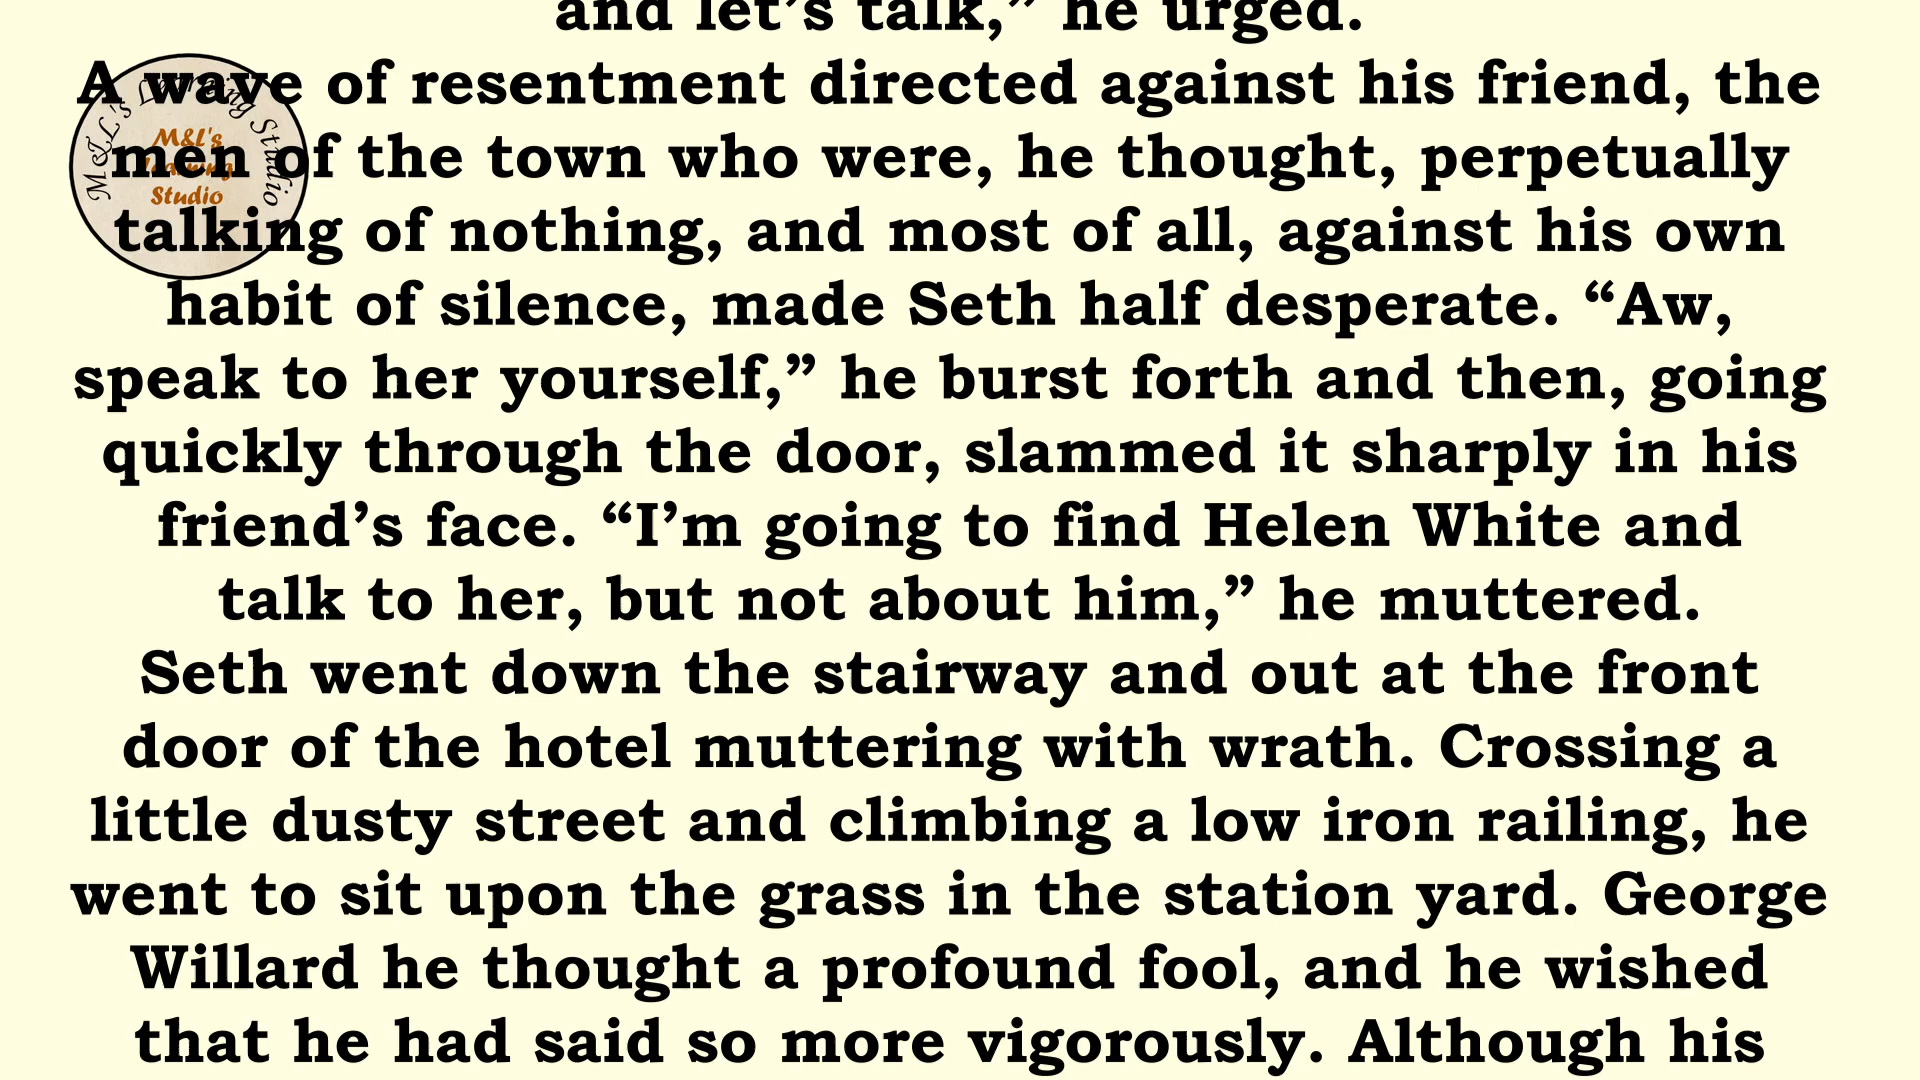 and let’s talk,” he urged.
A wave of resentment directed against his friend, the
men of the town who were, he thought, perpetually
talking of nothing, and most of all, against his own
habit of silence, made Seth half desperate. “Aw,
speak to her yourself,” he burst forth and then, going
quickly through the door, slammed it sharply in his
friend’s face. “I’m going to find Helen White and
talk to her, but not about him,” he muttered.
Seth went down the stairway and out at the front
door of the hotel muttering with wrath. Crossing a
little dusty street and climbing a low iron railing, he
went to sit upon the grass in the station yard. George
Willard he thought a profound fool, and he wished
that he had said so more vigorously. Although his
M&L's Learning Studio
M&L's
Learning
Studio